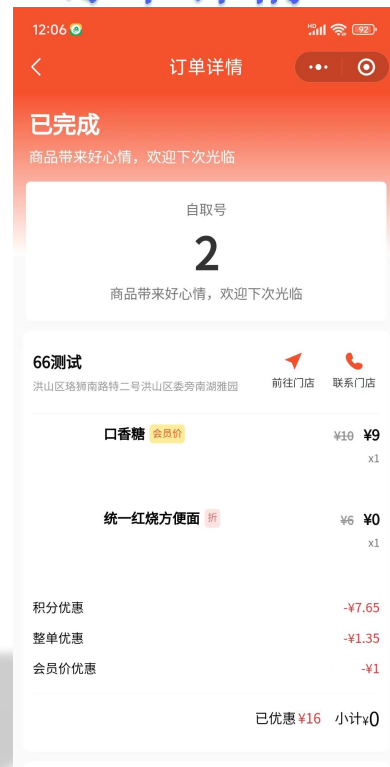 12:06
92
订单详情
已完成
商品带来好心情，欢迎下次光临
自取号
2
商品带来好心情，欢迎下次光临
66测试
洪山区珞狮南路特二号洪山区委旁南湖雅园
前往门店 联系门店
口香糖 会员价 ¥10 ¥9
x1
统一红烧方便面 折 ¥6 ¥0
x1
积分优惠 -¥7.65
整单优惠 -¥1.35
会员价优惠 -¥1
已优惠¥16 小计¥0